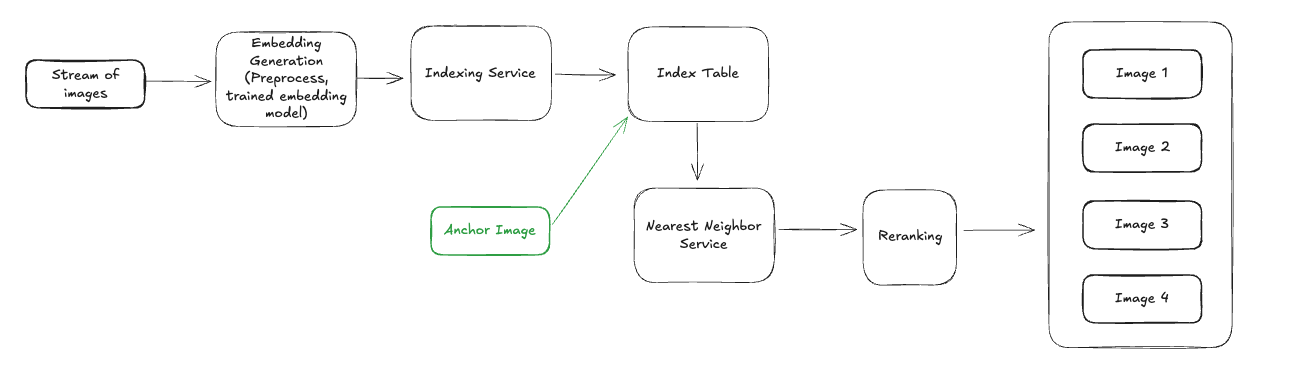 Stream of
images
Embedding
Generation
(Preprocess,
trained embedding
model)
Indexing Service
Index Table
Anchor Image
Nearest Neighbor
Service
Reranking
Image 1
Image 2
Image 3
Image 4